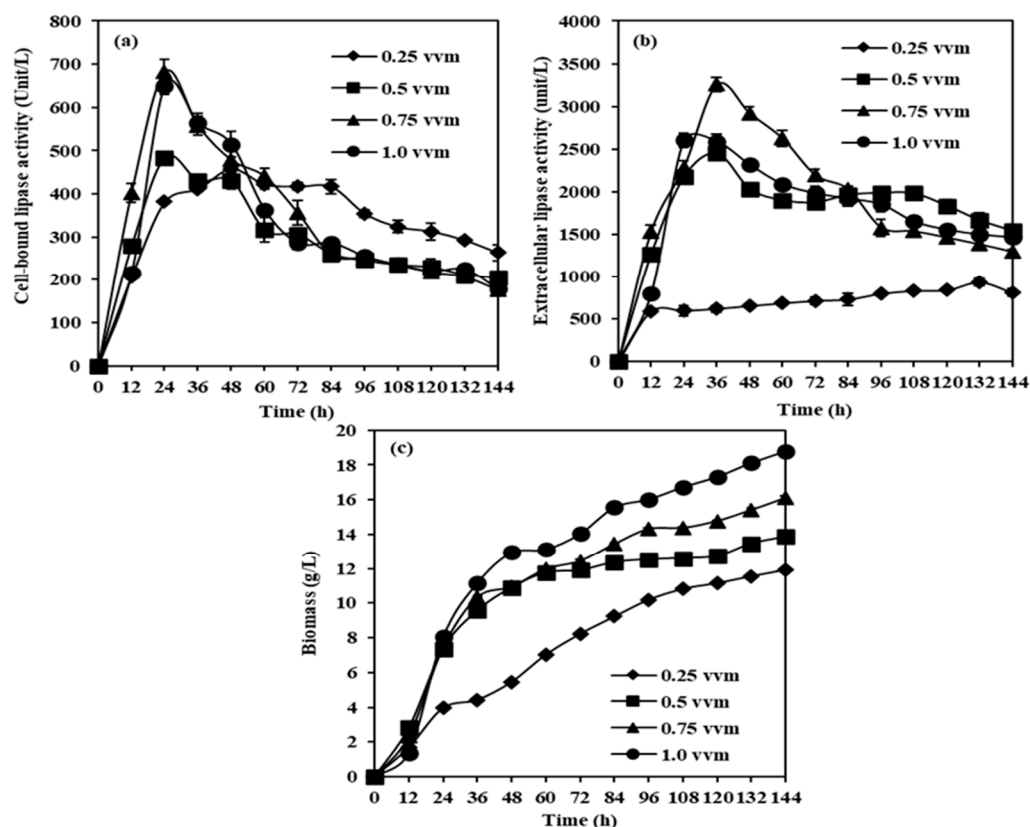 (a)
Cell-bound lipase activity (Unit/L)
800
700
600
500
400
300
200
100
0
0.25 vvm
0.5 vvm
0.75 vvm
1.0 vvm
0 12 24 36 48 60 72 84 96 108 120 132 144
Time (h)
(b)
Extracellular lipase activity (unit/L)
4000
3500
3000
2500
2000
1500
1000
500
0
0.25 vvm
0.5 vvm
0.75 vvm
1.0 vvm
0 12 24 36 48 60 72 84 96 108 120 132 144
Time (h)
(c)
Biomass (g/L)
20
18
16
14
12
10
8
6
4
2
0
0.25 vvm
0.5 vvm
0.75 vvm
1.0 vvm
0 12 24 36 48 60 72 84 96 108 120 132 144
Time (h)